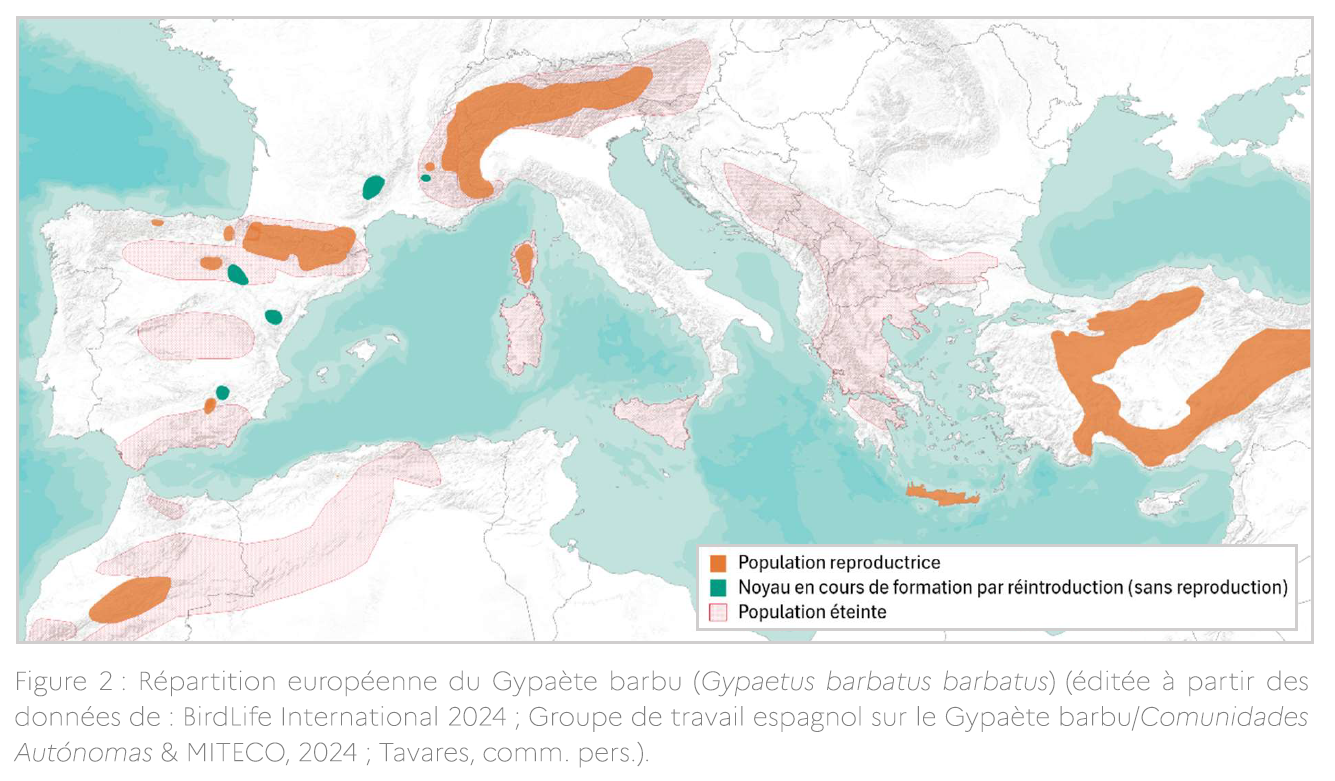 Population reproductrice
Noyau en cours de formation par réintroduction (sans reproduction)
Population éteinte
Figure 2 : Répartition européenne du Gypaète barbu (Gypaetus barbatus barbatus) (éditée à partir des
données de : BirdLife International 2024 ; Groupe de travail espagnol sur le Gypaète barbu/Comunidades
Autónomas & MITECO, 2024 ; Tavares, comm. pers.).